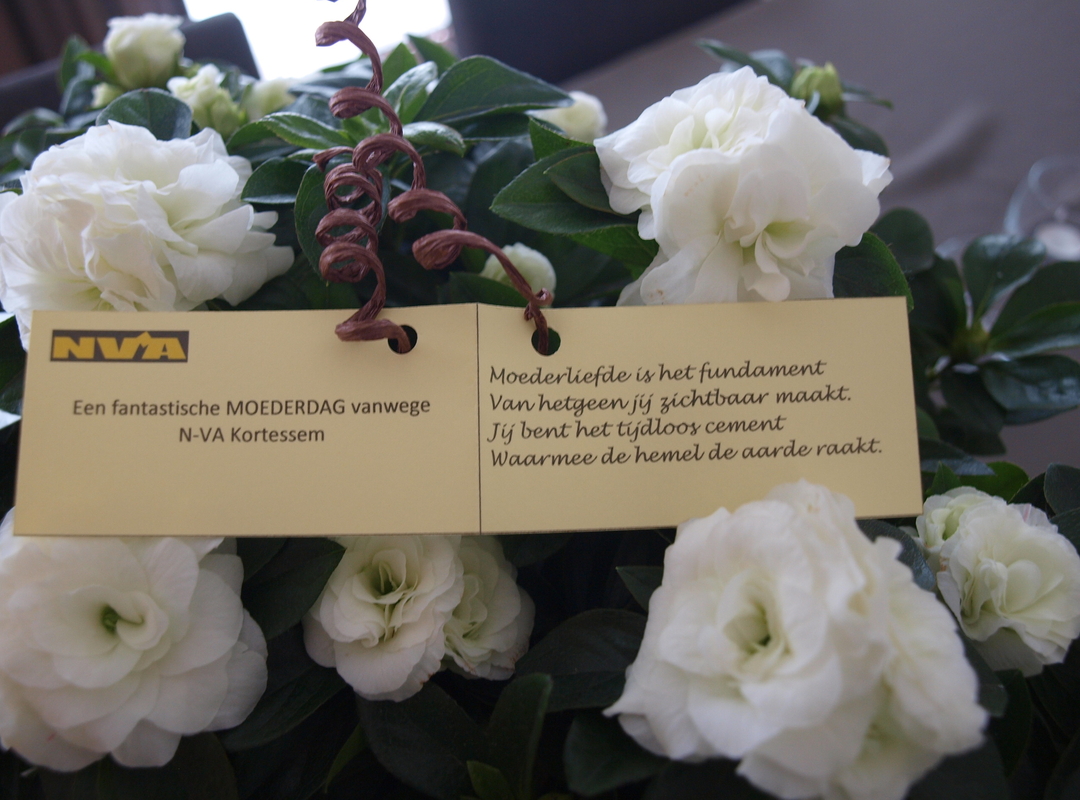 N-VA
Een fantastische MOEDERDAG vanwege
N-VA Kortessem
Moederliefde is het fundament
Van hetgeen jij zichtbaar maakt.
Jij bent het tijdloos cement
Waarmee de hemel de aarde raakt.